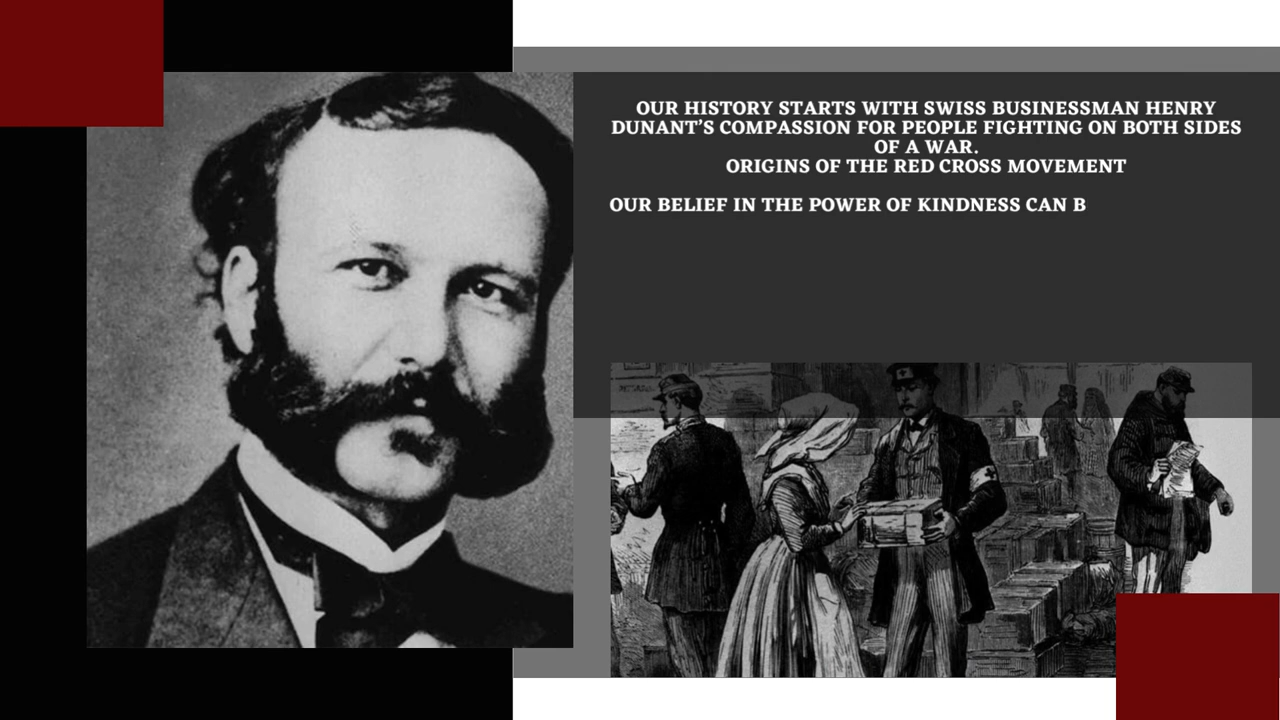 OUR HISTORY STARTS WITH SWISS BUSINESSMAN HENRY
DUNANT’S COMPASSION FOR PEOPLE FIGHTING ON BOTH SIDES
OF A WAR.
ORIGINS OF THE RED CROSS MOVEMENT
OUR BELIEF IN THE POWER OF KINDNESS CAN B